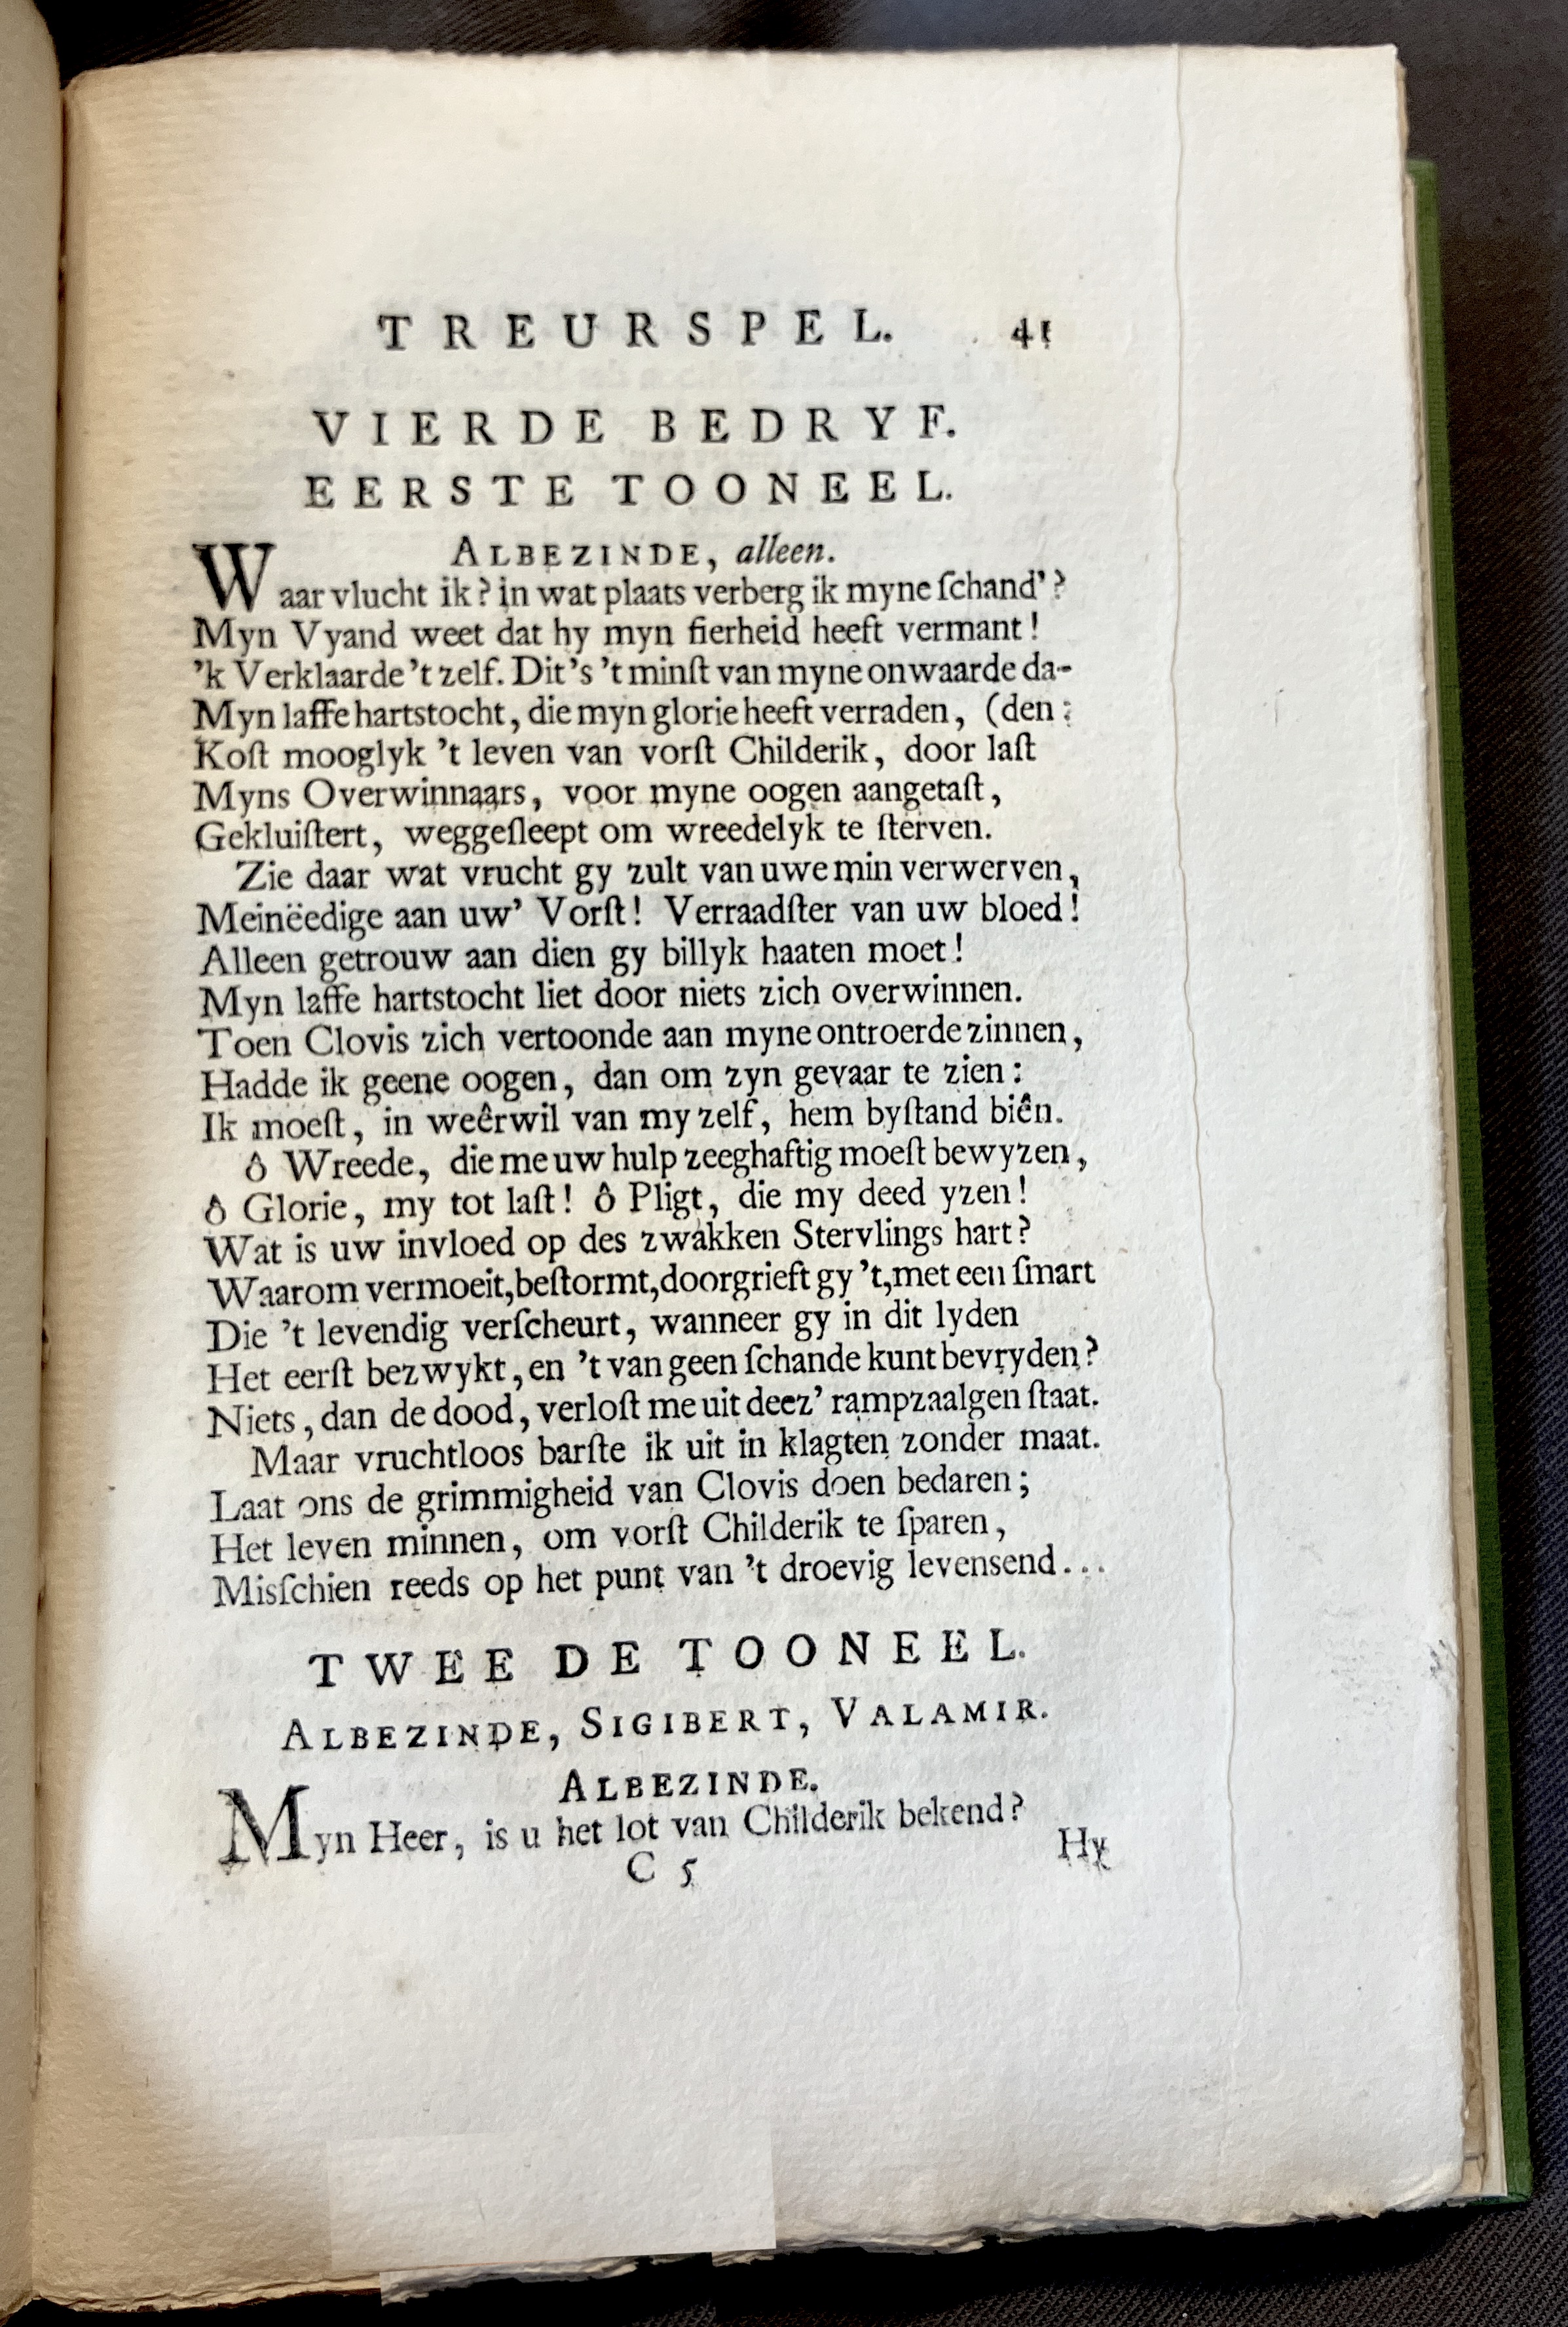 TREURSPEL. 41
VIERDE BEDRYF.
EERSTE TOONEEL.
ALBEZINDE, alleen.
Waar vlucht ik? in wat plaats verberg ik myne ſchand'?
Myn Vyand weet dat hy myn fierheid heeft vermant!
'k Verklaarde 't zelf. Dit's 't minſt van myne onwaarde da-
Myn laffe hartstocht, die myn glorie heeft verraden, (den:
Koſt mooglyk 't leven van vorſt Childerik, door laſt
Myns Overwinnaars, voor myne oogen aangetaſt,
Gekluiſtert, weggeſleept om wreedelyk te ſterven.
Zie daar wat vrucht gy zult van uwe min verwerven,
Meinëedige aan uw' Vorſt! Verraadſter van uw bloed!
Alleen getrouw aan dien gy billyk haaten moet!
Myn laffe hartstocht liet door niets zich overwinnen.
Toen Clovis zich vertoonde aan myne ontroerde zinnen,
Hadde ik geene oogen, dan om zyn gevaar te zien:
Ik moeſt, in weêrwil van my zelf, hem byſtand biên.
ô Wreede, die me uw hulp zeeghaftig moeſt bewyzen,
ô Glorie, my tot laſt! ô Pligt, die my deed yzen!
Wat is uw invloed op des zwakken Stervlings hart?
Waarom vermoeit, beſtormt, doorgrieft gy 't, met een ſmart
Die 't levendig verſcheurt, wanneer gy in dit lyden
Het eerſt bezwykt, en 't van geen ſchande kunt bevryden?
Niets, dan de dood, verloſt me uit deez' rampzaalgen ſtaat.
Maar vruchtloos barſte ik uit in klagten zonder maat.
Laat ons de grimmigheid van Clovis doen bedaren;
Het leven minnen, om vorſt Childerik te ſparen,
Misſchien reeds op het punt van 't droevig levensend...
TWEEDE TOONEEL.
ALBEZINDE, SIGIBERT, VALAMIR.
ALBEZINDE.
Myn Heer, is u het lot van Childerik bekend?
C 5 Hy